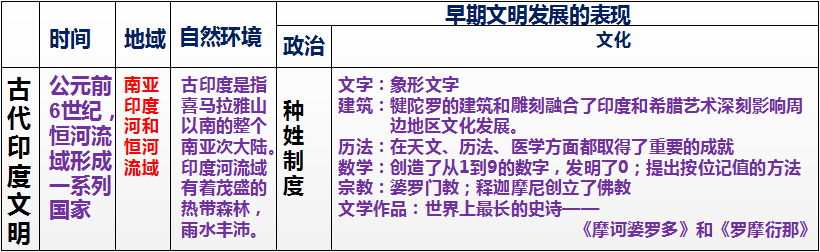 早期文明发展的表现
时间
地域
自然环境
政治
文化
古代印度文明
公元前
6世纪，
恒河流
域形成
一系列
国家
南亚
印度
河和
恒河
流域
古印度是指
喜马拉雅山
以南的整个
南亚次大陆。
印度河流域
有着茂盛的
热带森林，
雨水丰沛。
种姓制度
文字：象形文字
建筑：犍陀罗的建筑和雕刻融合了印度和希腊艺术深刻影响周
边地区文化发展。
历法：在天文、历法、医学方面都取得了重要的成就
数学：创造了从1到9的数字，发明了0；提出按位记值的方法
宗教：婆罗门教；释迦摩尼创立了佛教
文学作品：世界上最长的史诗——
《摩诃婆罗多》和《罗摩衍那》